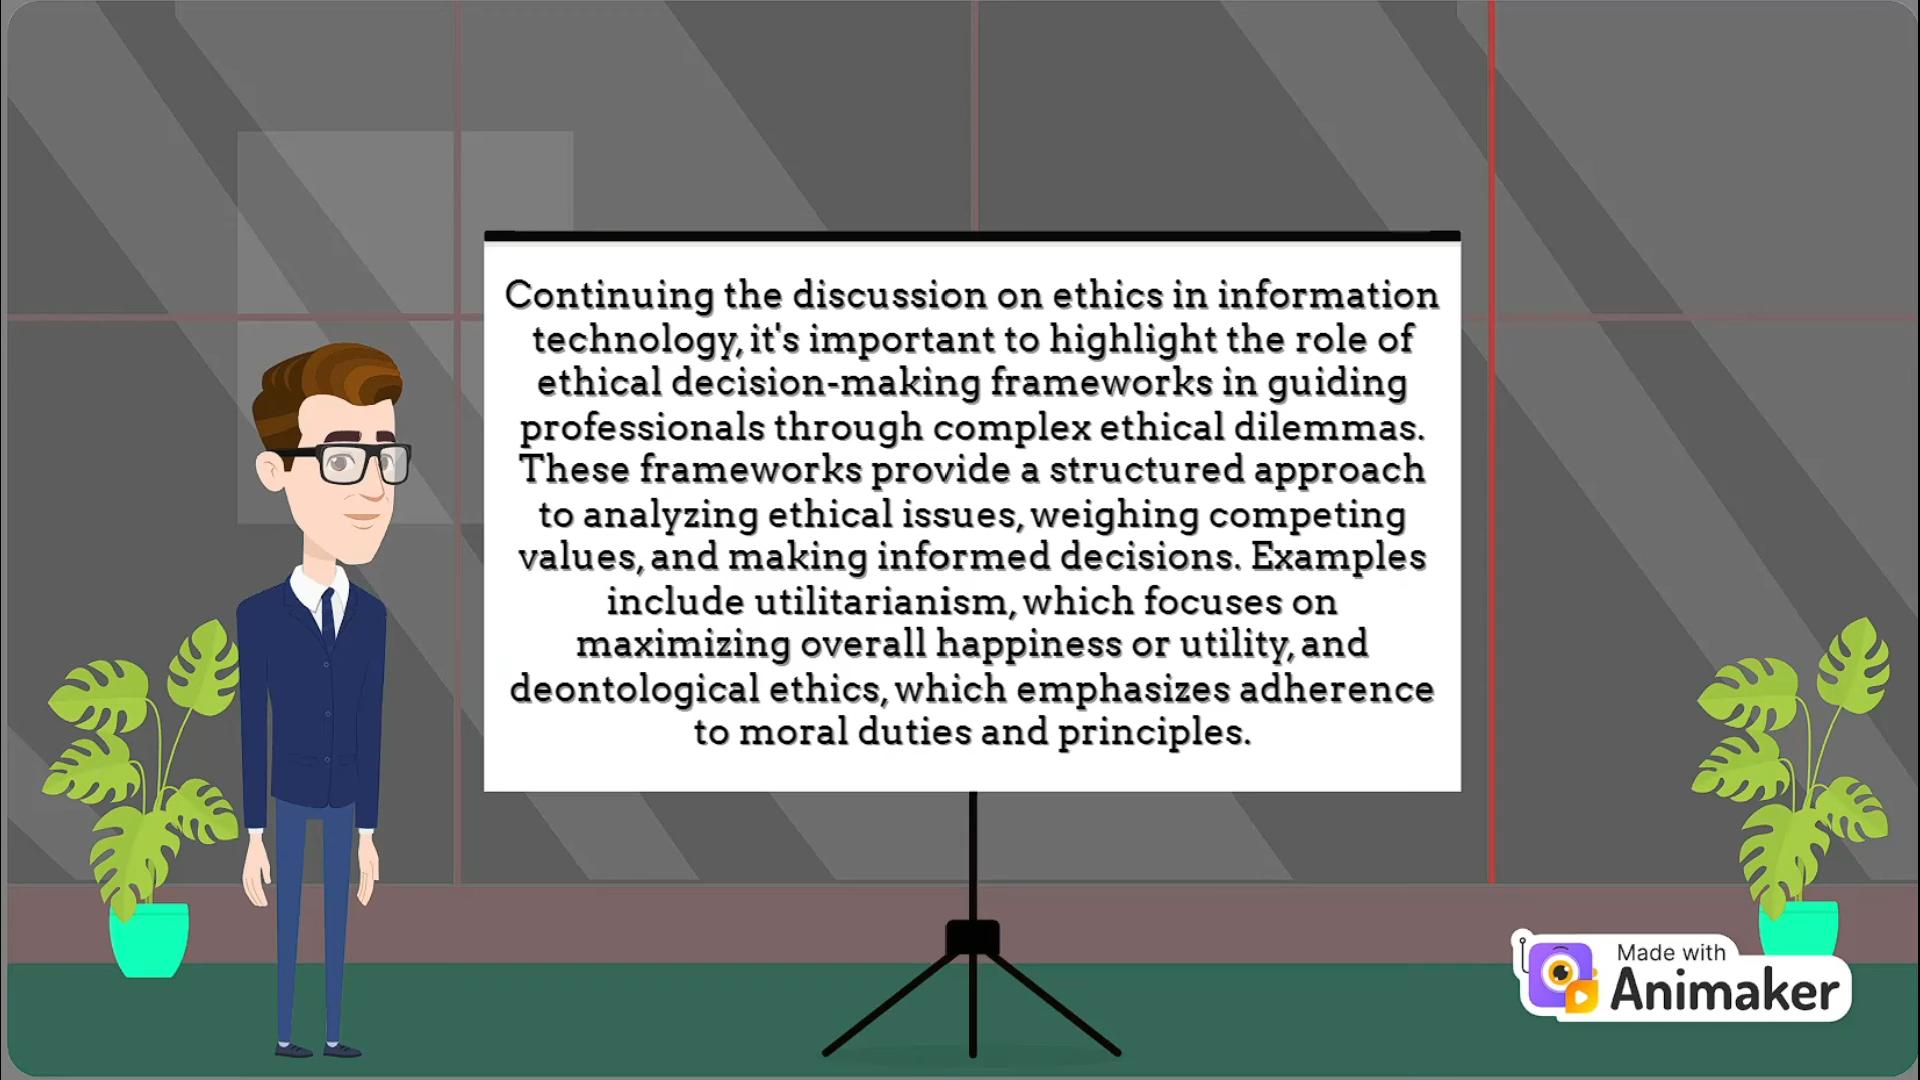 Continuing the discussion on ethics in information
technology, it's important to highlight the role of
ethical decision-making frameworks in guiding
professionals through complex ethical dilemmas.
These frameworks provide a structured approach
to analyzing ethical issues, weighing competing
values, and making informed decisions. Examples
include utilitarianism, which focuses on
maximizing overall happiness or utility, and
deontological ethics, which emphasizes adherence
to moral duties and principles.
Made with
Animaker